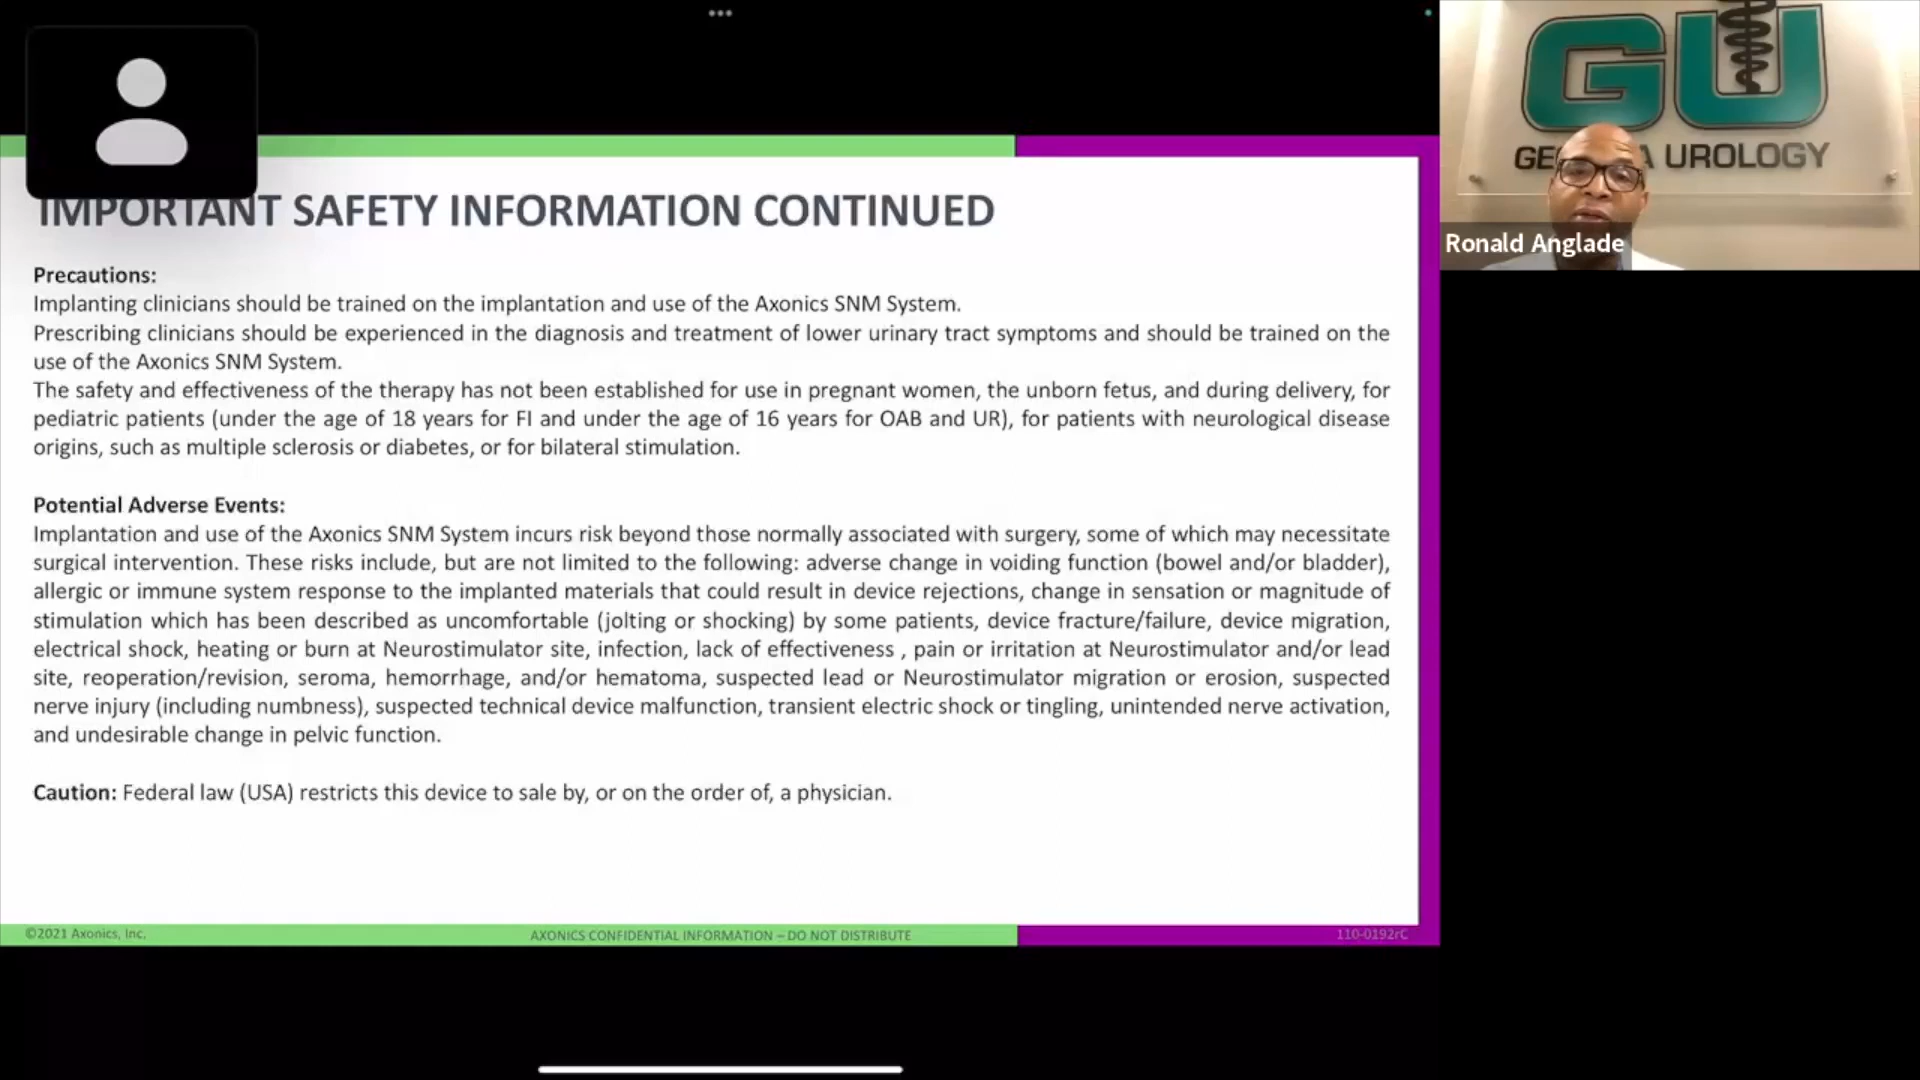 IMPORTANT SAFETY INFORMATION CONTINUED
Precautions:
Implanting clinicians should be trained on the implantation and use of the Axonics SNM System.
Prescribing clinicians should be experienced in the diagnosis and treatment of lower urinary tract symptoms and should be trained on the
use of the Axonics SNM System.
The safety and effectiveness of the therapy has not been established for use in pregnant women, the unborn fetus, and during delivery, for
pediatric patients (under the age of 18 years for FI and under the age of 16 years for OAB and UR), for patients with neurological disease
origins, such as multiple sclerosis or diabetes, or for bilateral stimulation.
Potential Adverse Events:
Implantation and use of the Axonics SNM System incurs risk beyond those normally associated with surgery, some of which may necessitate
surgical intervention. These risks include, but are not limited to the following: adverse change in voiding function (bowel and/or bladder),
allergic or immune system response to the implanted materials that could result in device rejections, change in sensation or magnitude of
stimulation which has been described as uncomfortable (jolting or shocking) by some patients, device fracture/failure, device migration,
electrical shock, heating or burn at Neurostimulator site, infection, lack of effectiveness , pain or irritation at Neurostimulator and/or lead
site, reoperation/revision, seroma, hemorrhage, and/or hematoma, suspected lead or Neurostimulator migration or erosion, suspected
nerve injury (including numbness), suspected technical device malfunction, transient electric shock or tingling, unintended nerve activation,
and undesirable change in pelvic function.
Caution: Federal law (USA) restricts this device to sale by, or on the order of, a physician.
©2021 Axonics, Inc.
AXONICS CONFIDENTIAL INFORMATION – DO NOT DISTRIBUTE
110-0192rC
GU
UROLOGY
Ronald Anglade